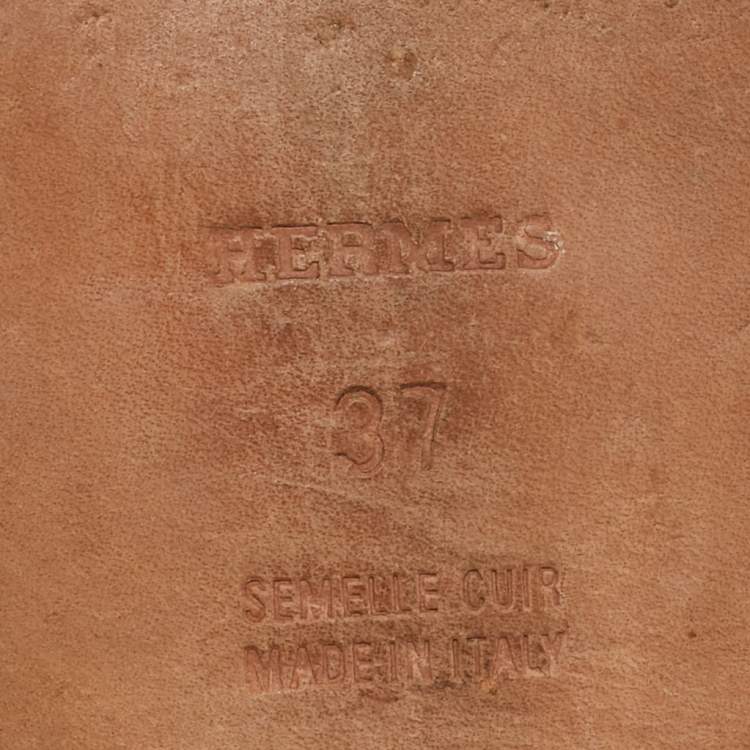 HERMES
37
SEMELLE CUIR
MADE IN ITALY